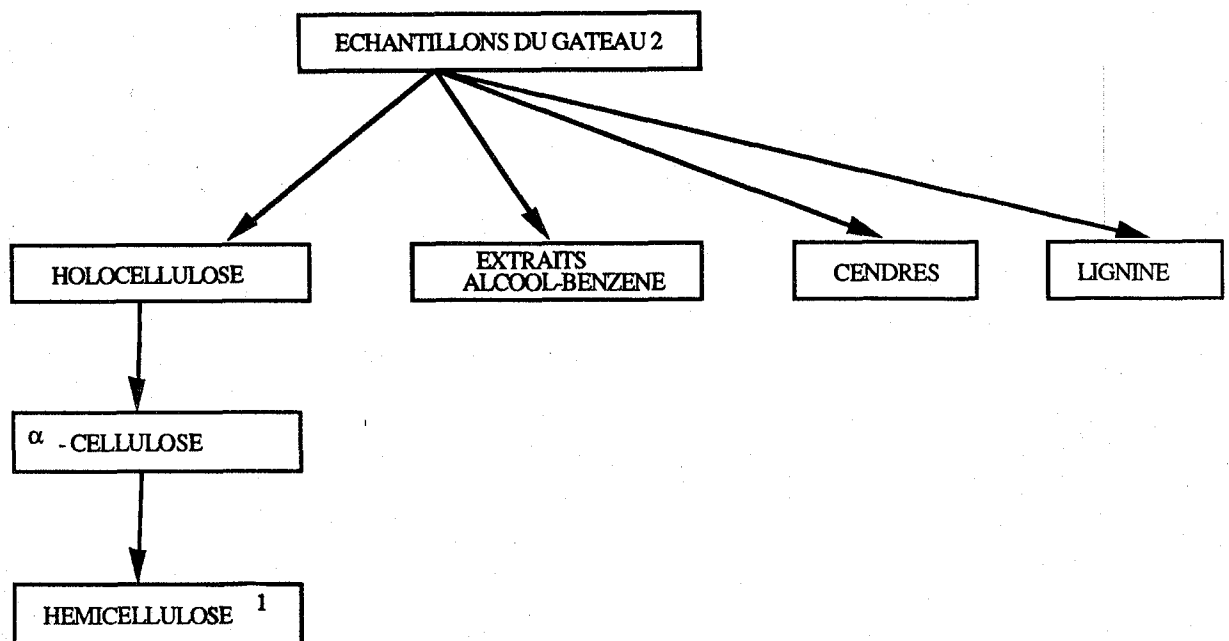 ECHANTILLONS DU GATEAU 2
HOLOCELLULOSE
EXTRAITS
ALCOOL-BENZENE
CENDRES
LIGNINE
α - CELLULOSE
HEMICELLULOSE 1